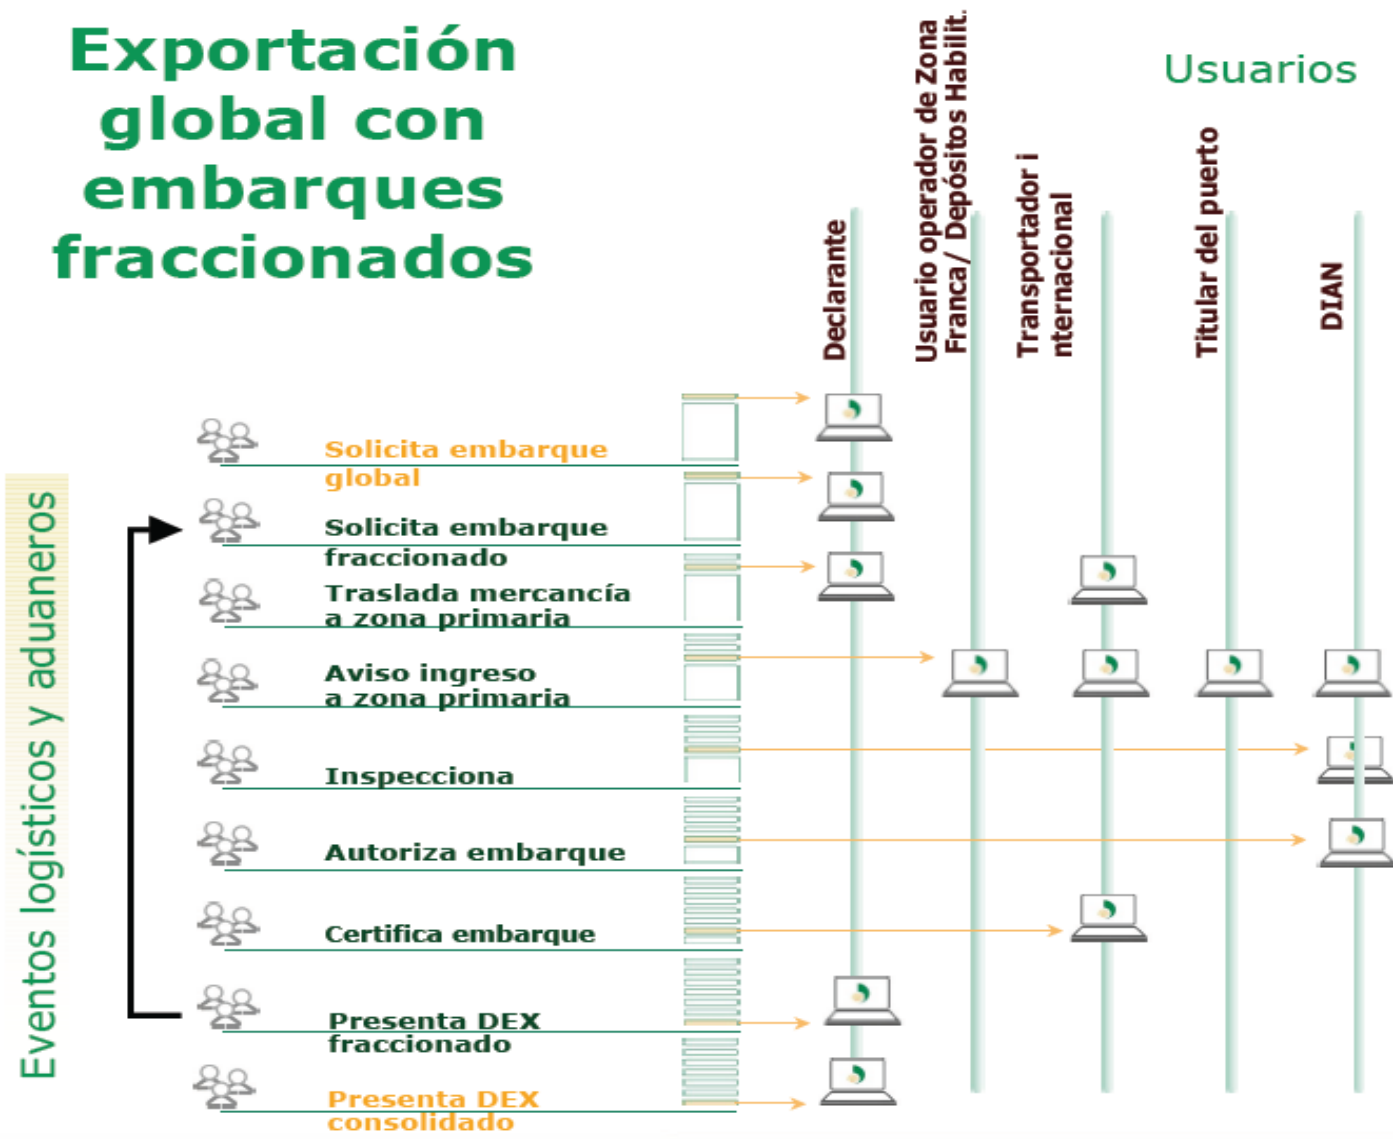 Exportación
global con
embarques
fraccionados
Usuarios
Declarante
Usuario operador de Zona
Franca/ Depósitos Habilit.
Transportador i
nternacional
Titular del puerto
DIAN
Eventos logísticos y aduaneros
Solicita embarque
global
Solicita embarque
fraccionado
Traslada mercancía
a zona primaria
Aviso ingreso
a zona primaria
Inspecciona
Autoriza embarque
Certifica embarque
Presenta DEX
fraccionado
Presenta DEX
consolidado